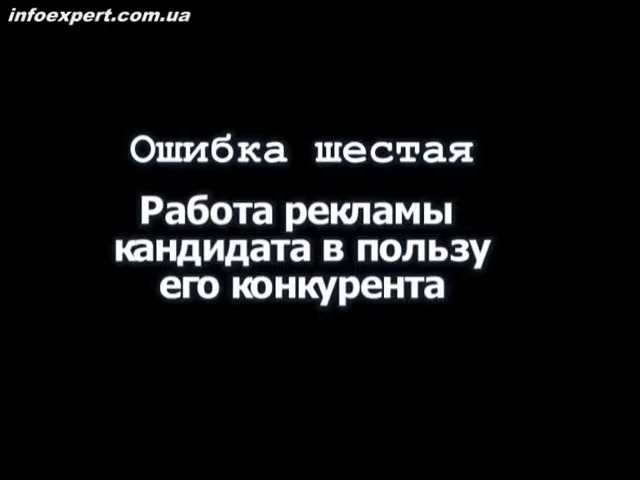 infoexpert.com.ua
Ошибка шестая
Работа рекламы
кандидата в пользу
его конкурента